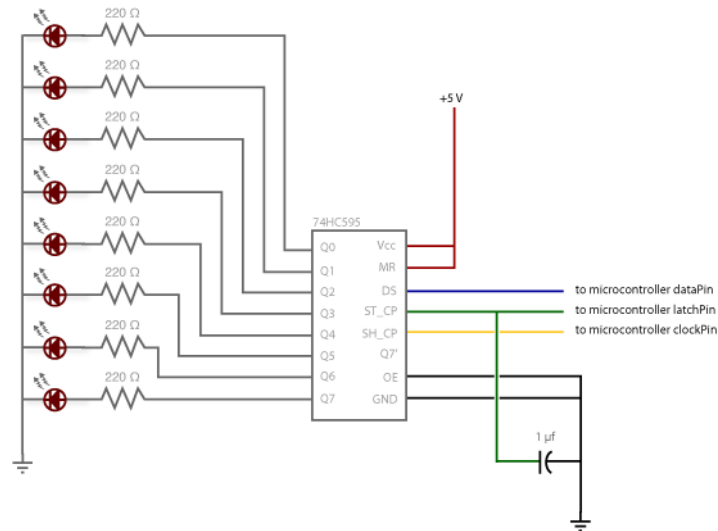 220 Ω
220 Ω
220 Ω
220 Ω
220 Ω
220 Ω
220 Ω
220 Ω
+5 V
74HC595
Q0
Q1
Q2
Q3
Q4
Q5
Q6
Q7
Vcc
MR
DS
ST_CP
SH_CP
Q7'
OE
GND
to microcontroller dataPin
to microcontroller latchPin
to microcontroller clockPin
1 µf